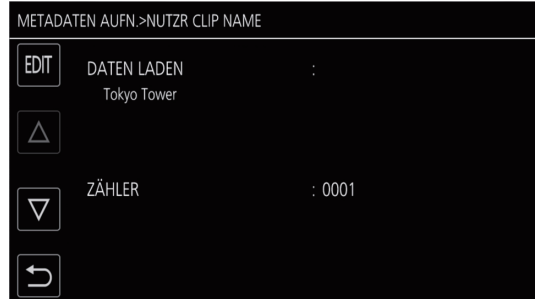 METADATEN AUFN.>NUTZR CLIP NAME
EDIT
DATEN LADEN :
Tokyo Tower
ZÄHLER : 0001